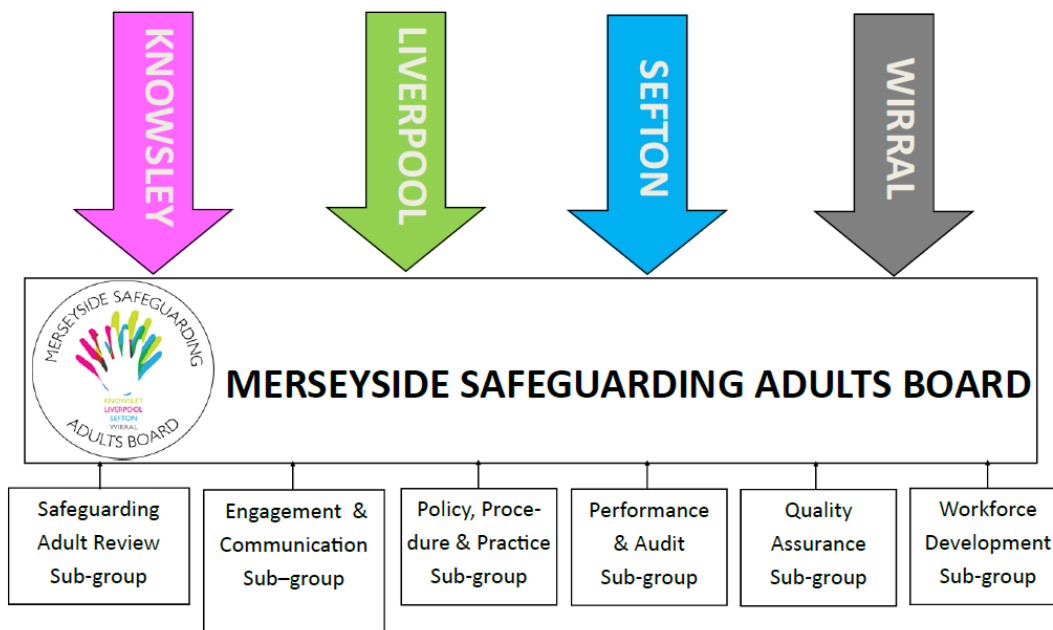 KNOWSLEY
LIVERPOOL
SEFTON
WIRRAL
MERSEYSIDE SAFEGUARDING
KNOWSLEY
LIVERPOOL
SEFTON
WIRRAL
ADULTS BOARD
MERSEYSIDE SAFEGUARDING ADULTS BOARD
Safeguarding
Adult Review
Sub-group
Engagement &
Communication
Sub–group
Policy, Proce-
dure & Practice
Sub-group
Performance
& Audit
Sub-group
Quality
Assurance
Sub-group
Workforce
Development
Sub-group